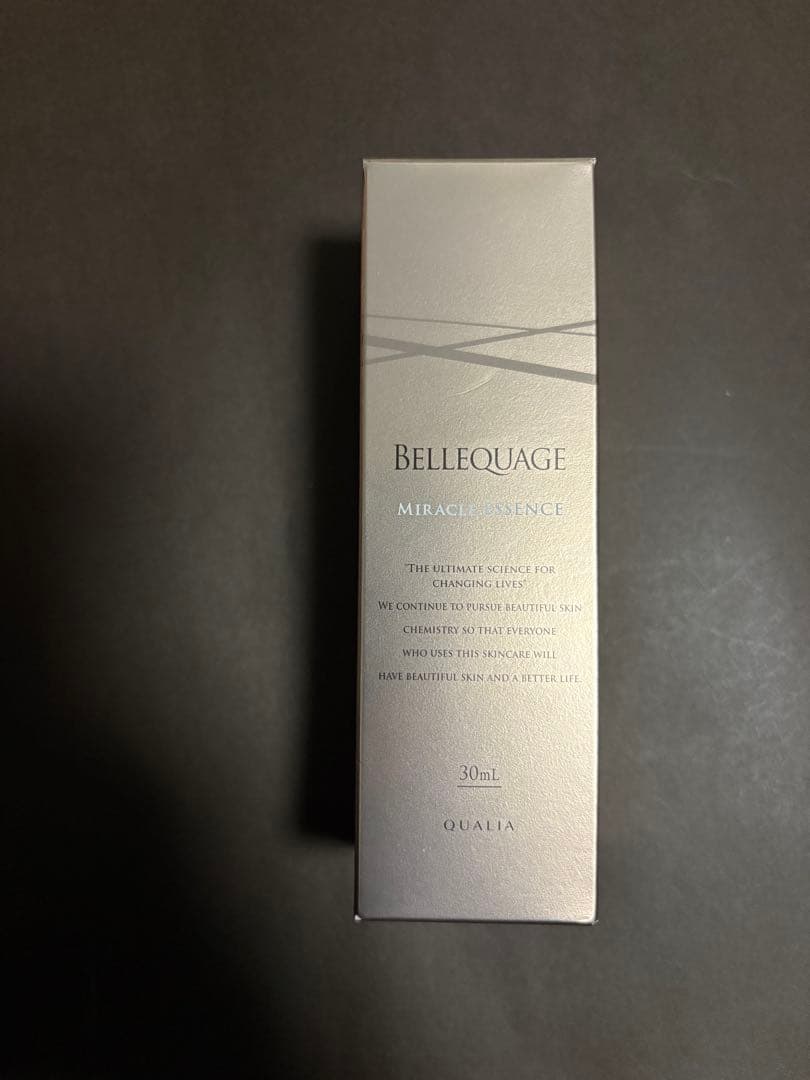 BELLEQUAGE
MIRACLE ESSENCE
"THE ULTIMATE SCIENCE FOR
CHANGING LIVES"
WE CONTINUE TO PURSUE BEAUTIFUL SKIN
CHEMISTRY SO THAT EVERYONE
WHO USES THIS SKINCARE WILL
HAVE BEAUTIFUL SKIN AND A BETTER LIFE.
30mL
QUALIA